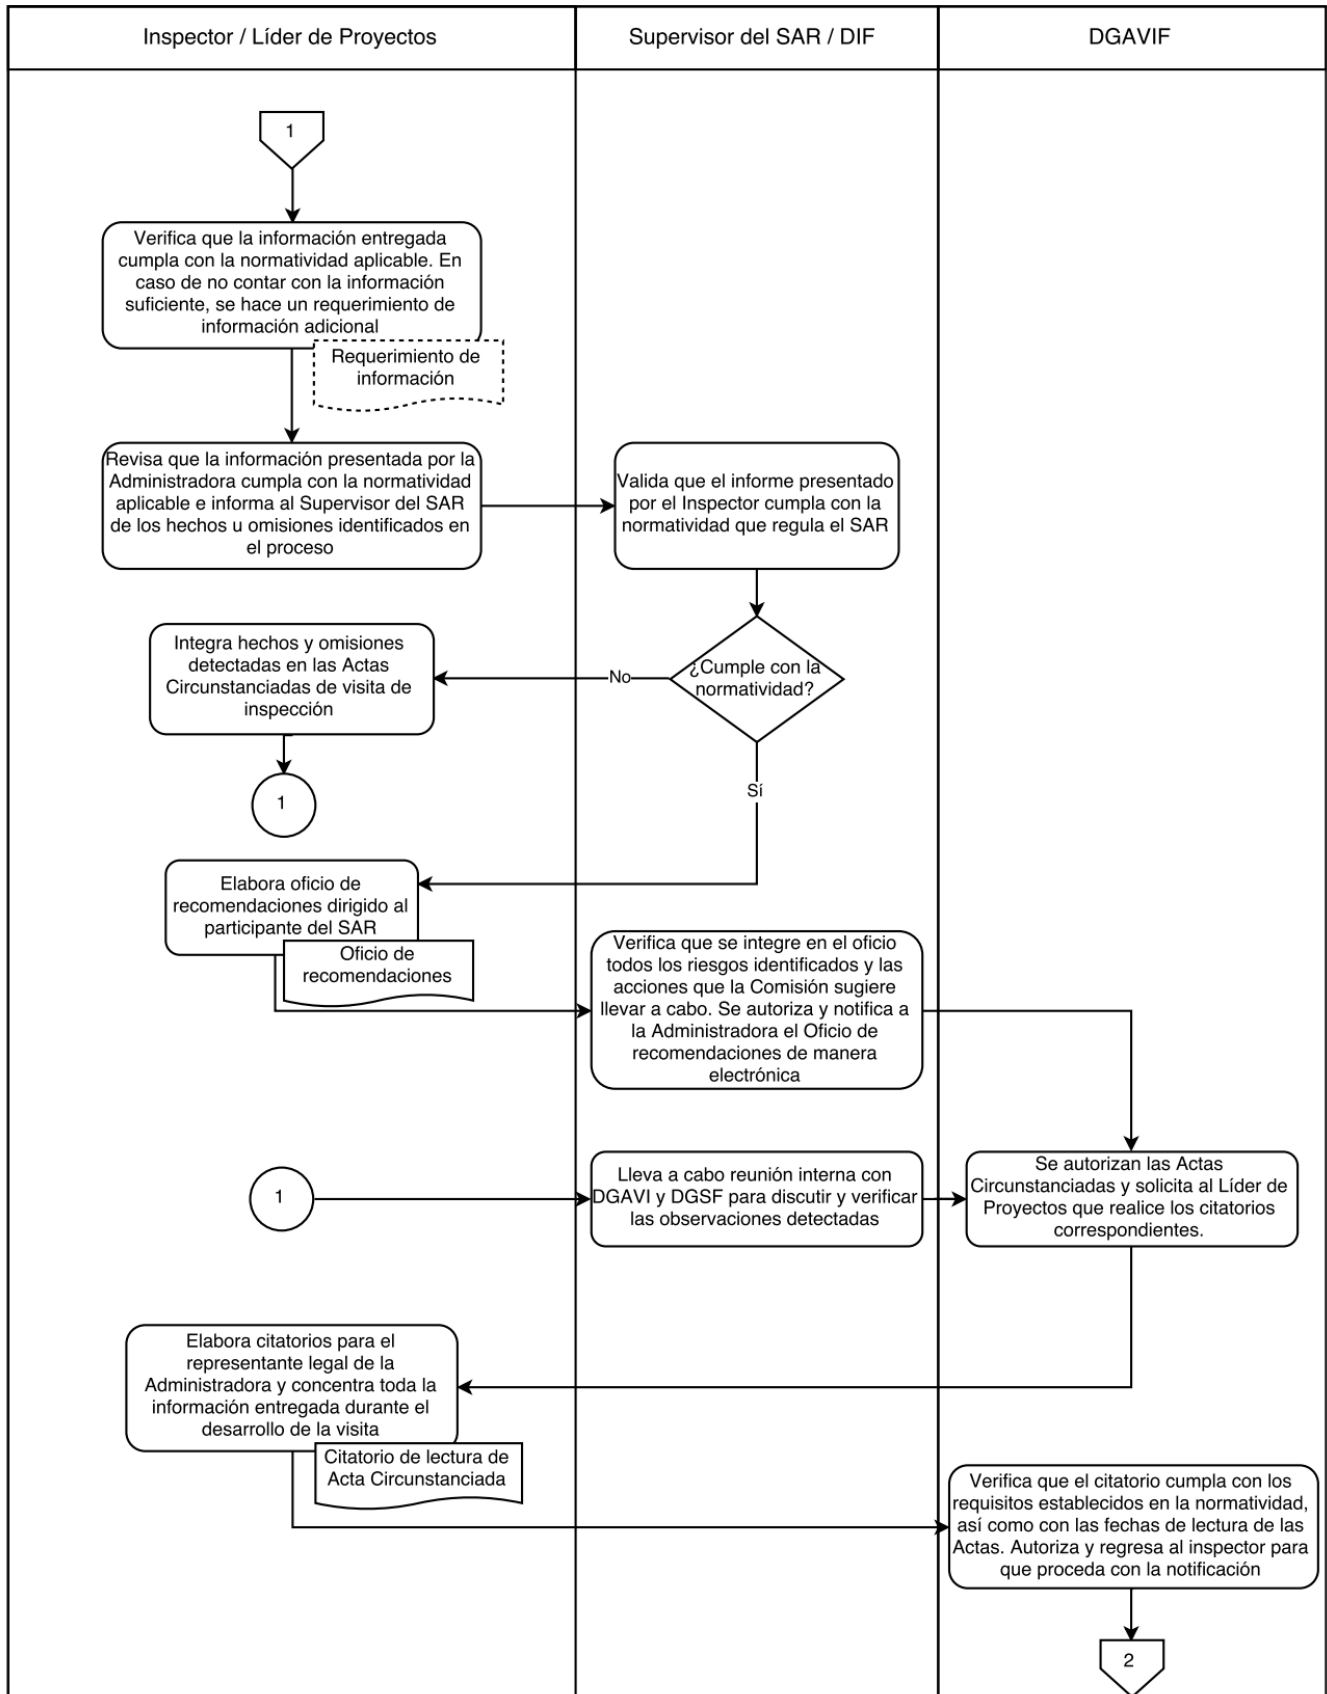 Inspector / Líder de Proyectos
Supervisor del SAR / DIF
DGAVIF
1
Verifica que la información entregada
cumpla con la normatividad aplicable. En
caso de no contar con la información
suficiente, se hace un requerimiento de
información adicional
Requerimiento de
información
Revisa que la información presentada por la
Administradora cumpla con la normatividad
aplicable e informa al Supervisor del SAR
de los hechos u omisiones identificados en
el proceso
Valida que el informe presentado
por el Inspector cumpla con la
normatividad que regula el SAR
¿Cumple con la
normatividad?
No
Integra hechos y omisiones
detectadas en las Actas
Circunstanciadas de visita de
inspección
1
Sí
Elabora oficio de
recomendaciones dirigido al
participante del SAR
Oficio de
recomendaciones
Verifica que se integre en el oficio
todos los riesgos identificados y las
acciones que la Comisión sugiere
llevar a cabo. Se autoriza y notifica a
la Administradora el Oficio de
recomendaciones de manera
electrónica
1
Lleva a cabo reunión interna con
DGAVI y DGSF para discutir y verificar
las observaciones detectadas
Se autorizan las Actas
Circunstanciadas y solicita al Líder de
Proyectos que realice los citatorios
correspondientes.
Elabora citatorios para el
representante legal de la
Administradora y concentra toda la
información entregada durante el
desarrollo de la visita
Citatorio de lectura de
Acta Circunstanciada
Verifica que el citatorio cumpla con los
requisitos establecidos en la normatividad,
así como con las fechas de lectura de las
Actas. Autoriza y regresa al inspector para
que proceda con la notificación
2